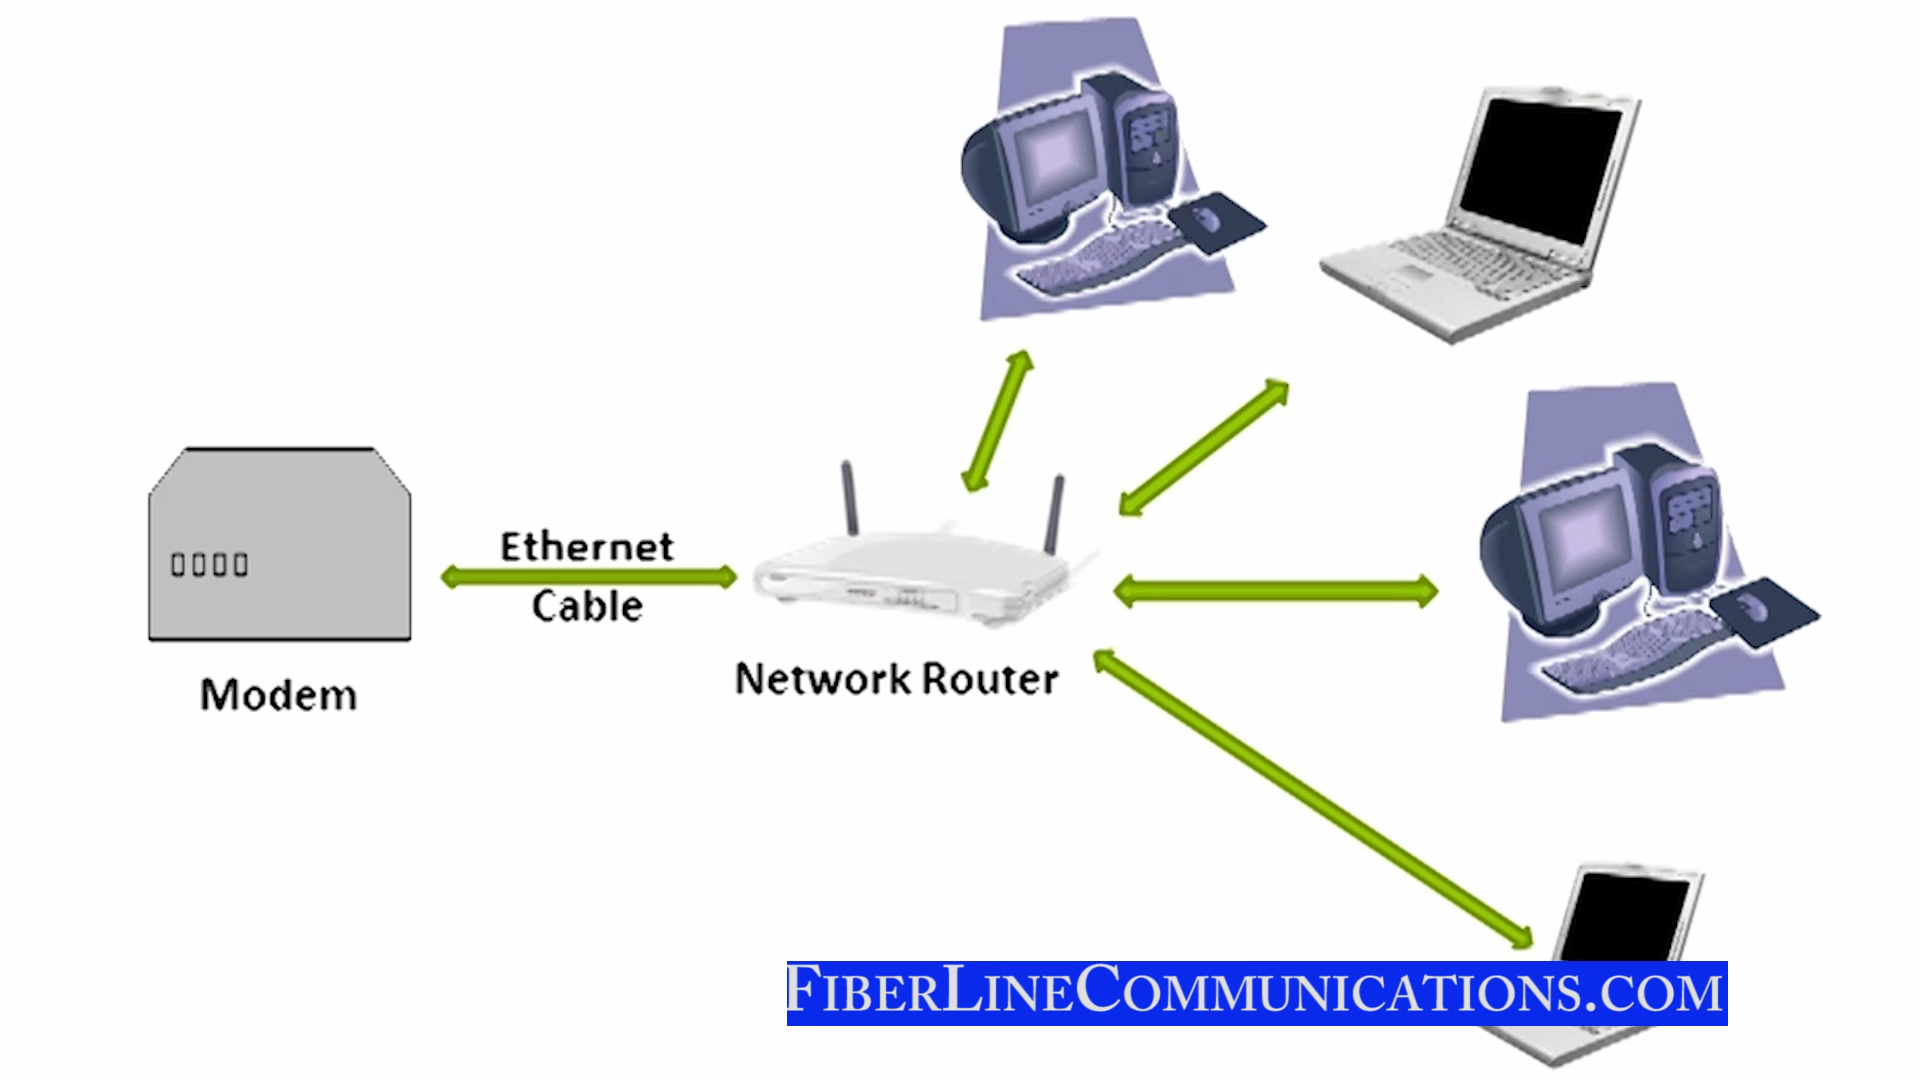 Ethernet
Cable
Modem
Network Router
FiberLineCommunications.com